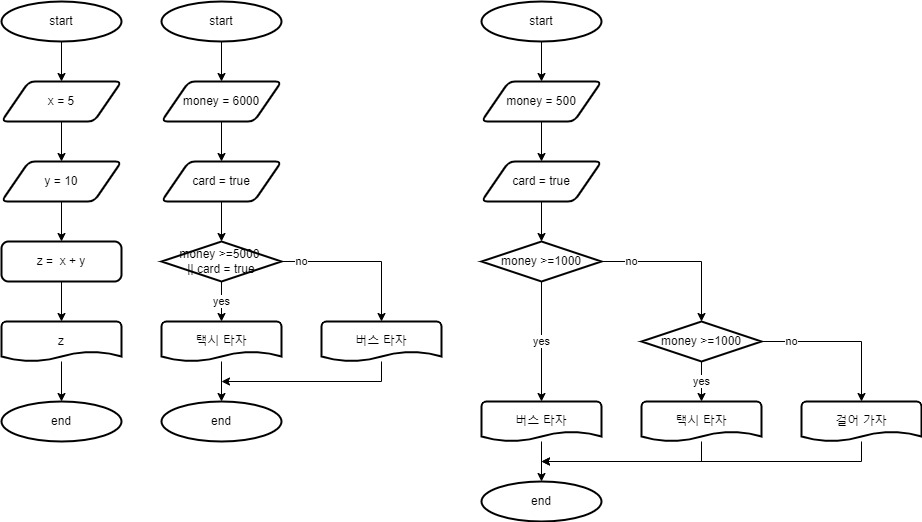 start
x = 5
y = 10
z =  x + y
z
end
start
money = 6000
card = true
money >=5000
|| card = true
no
yes
택시 타자
버스 타자
end
start
money = 500
card = true
money >=1000
no
yes
money >=1000
no
yes
버스 타자
택시 타자
걸어 가자
end